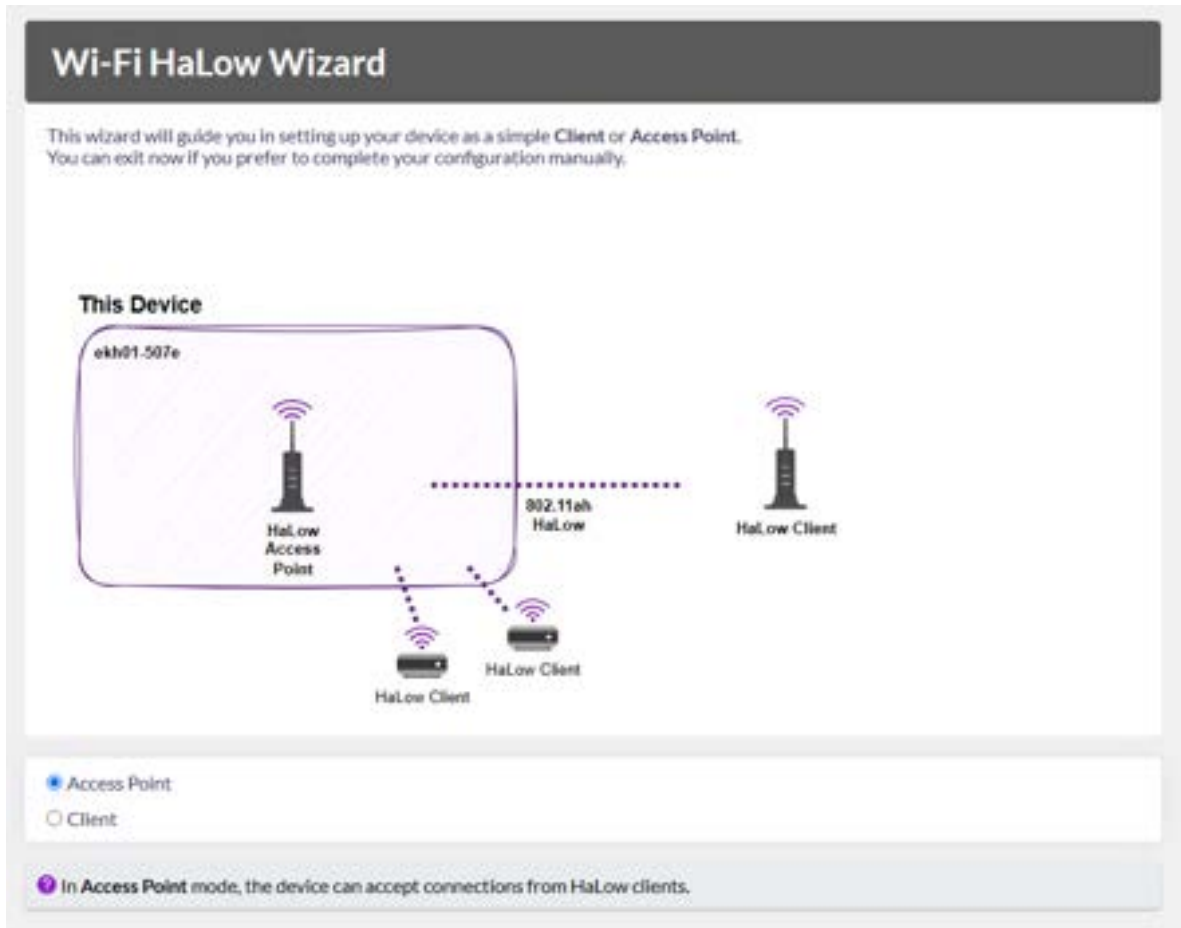 Wi-Fi HaLow Wizard
This wizard will guide you in setting up your device as a simple Client or Access Point.
You can exit now if you prefer to complete your configuration manually.
This Device
ekh01-507e
HaLow
Access
Point
802.11ah
HaLow
HaLow Client
HaLow Client
HaLow Client
Access Point
Client
In Access Point mode, the device can accept connections from HaLow clients.